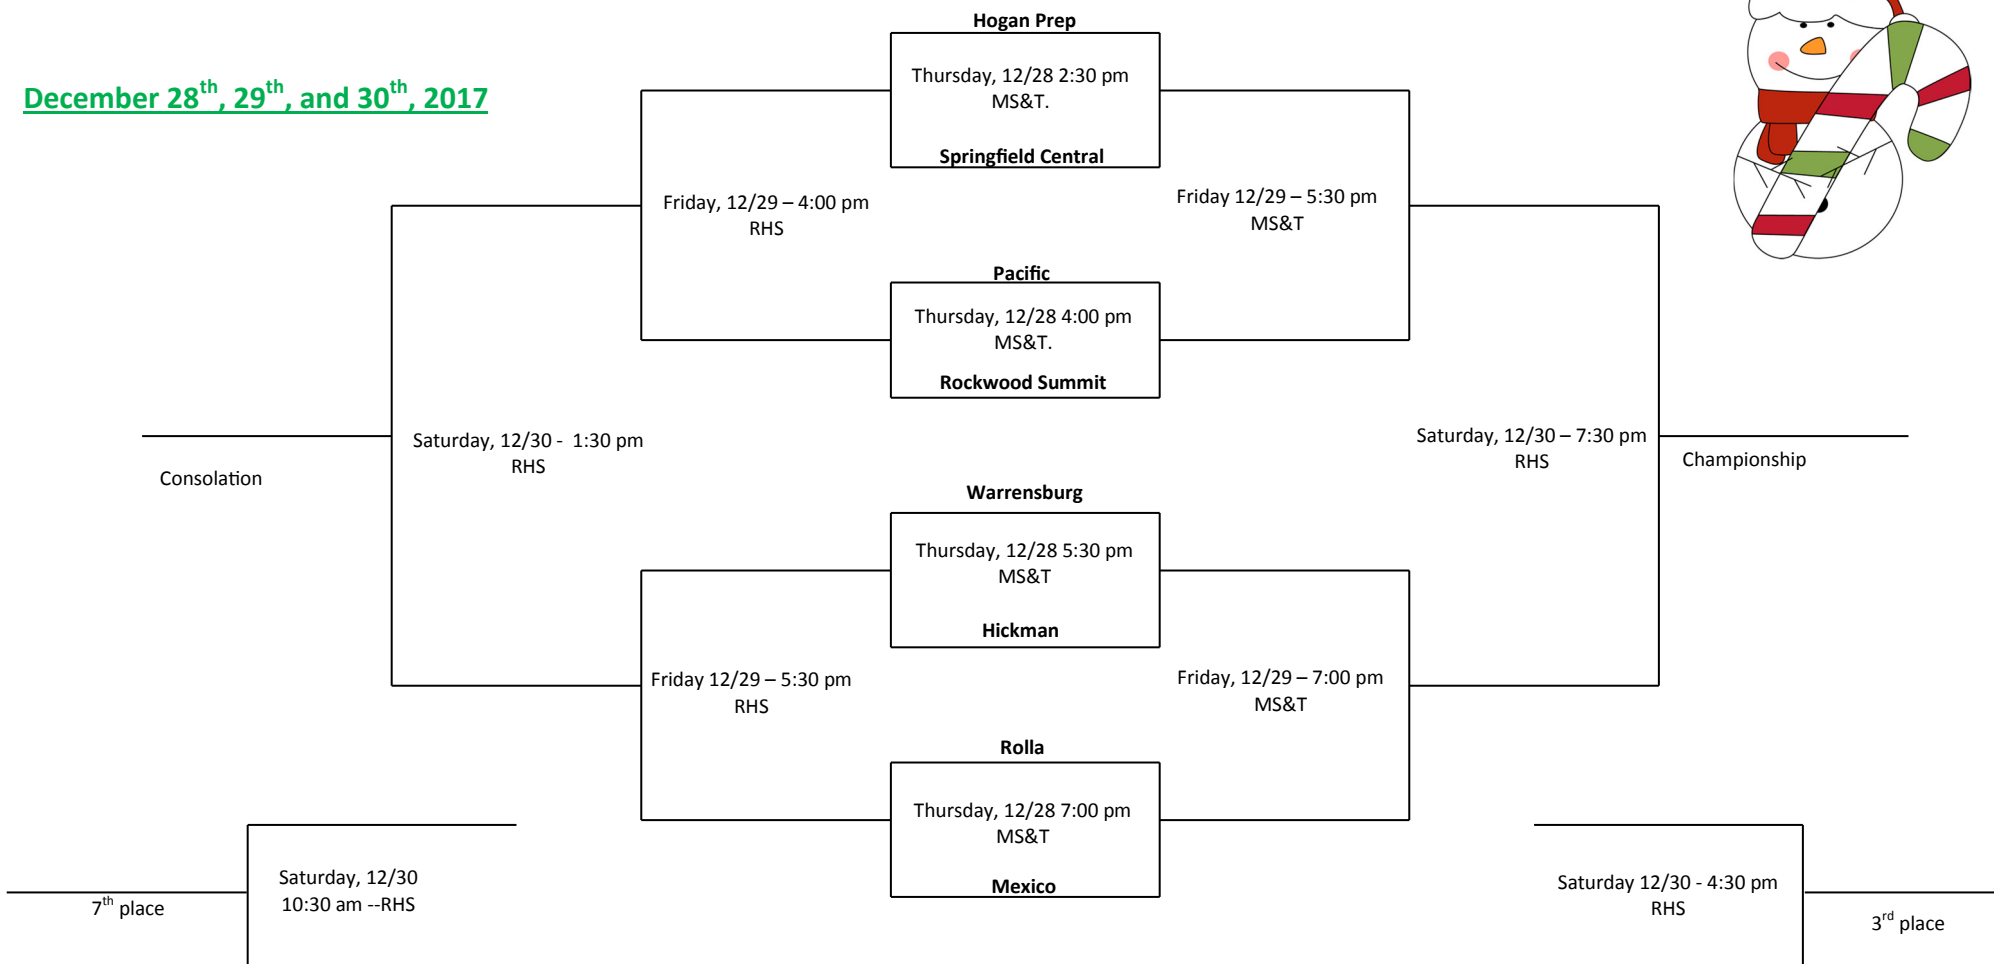 Hogan Prep
December 28th, 29th, and 30th, 2017
Thursday, 12/28 2:30 pm
MS&T.
Springfield Central
Friday, 12/29 – 4:00 pm
RHS
Friday 12/29 – 5:30 pm
MS&T
Pacific
Thursday, 12/28 4:00 pm
MS&T.
Rockwood Summit
Saturday, 12/30 - 1:30 pm
RHS
Consolation
Saturday, 12/30 – 7:30 pm
RHS
Championship
Warrensburg
Thursday, 12/28 5:30 pm
MS&T
Hickman
Friday 12/29 – 5:30 pm
RHS
Friday, 12/29 – 7:00 pm
MS&T
Rolla
Thursday, 12/28 7:00 pm
MS&T
Mexico
Saturday, 12/30
10:30 am --RHS
7th place
Saturday 12/30 - 4:30 pm
RHS
3rd place